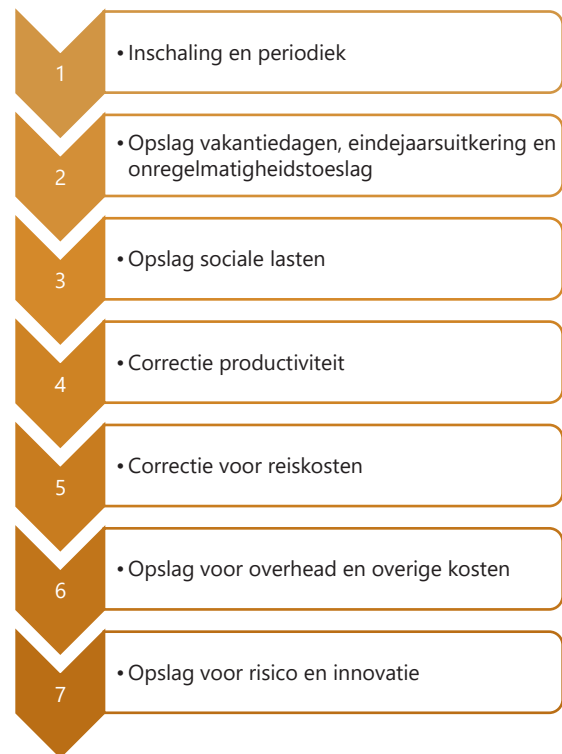 1
• Inschaling en periodiek
2
• Opslag vakantiedagen, eindejaarsuitkering en
onregelmatigheidstoeslag
3
• Opslag sociale lasten
4
• Correctie productiviteit
5
• Correctie voor reiskosten
6
• Opslag voor overhead en overige kosten
7
• Opslag voor risico en innovatie